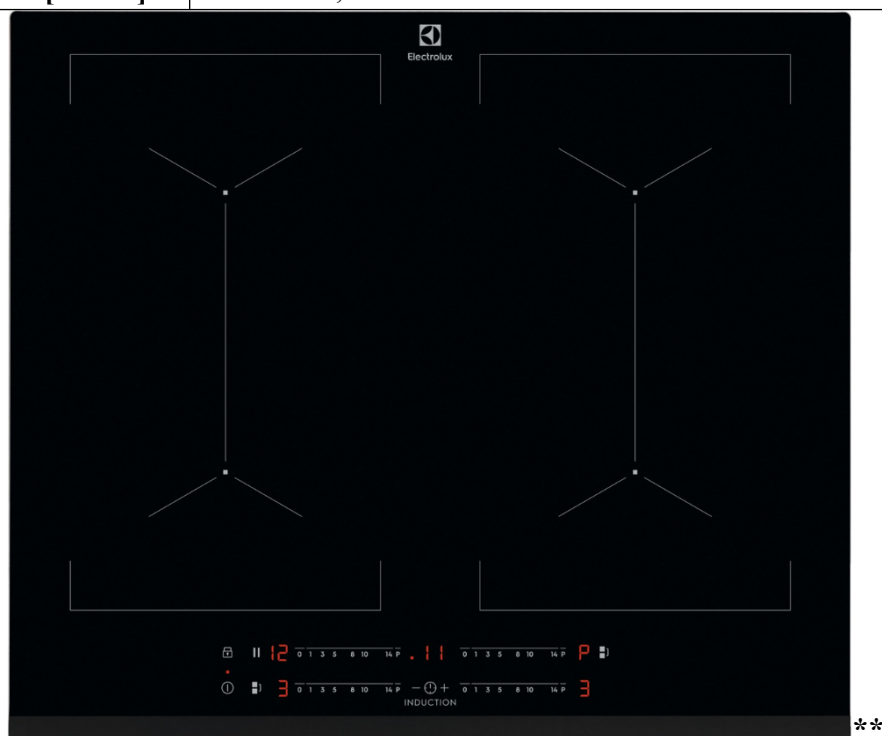 Electrolux
12 0 1 3 5 8 10 14 P .11 0 1 3 5 8 10 14 P P
3 0 1 3 5 8 10 14 P − + 0 1 3 5 8 10 14 P 3
INDUCTION
**